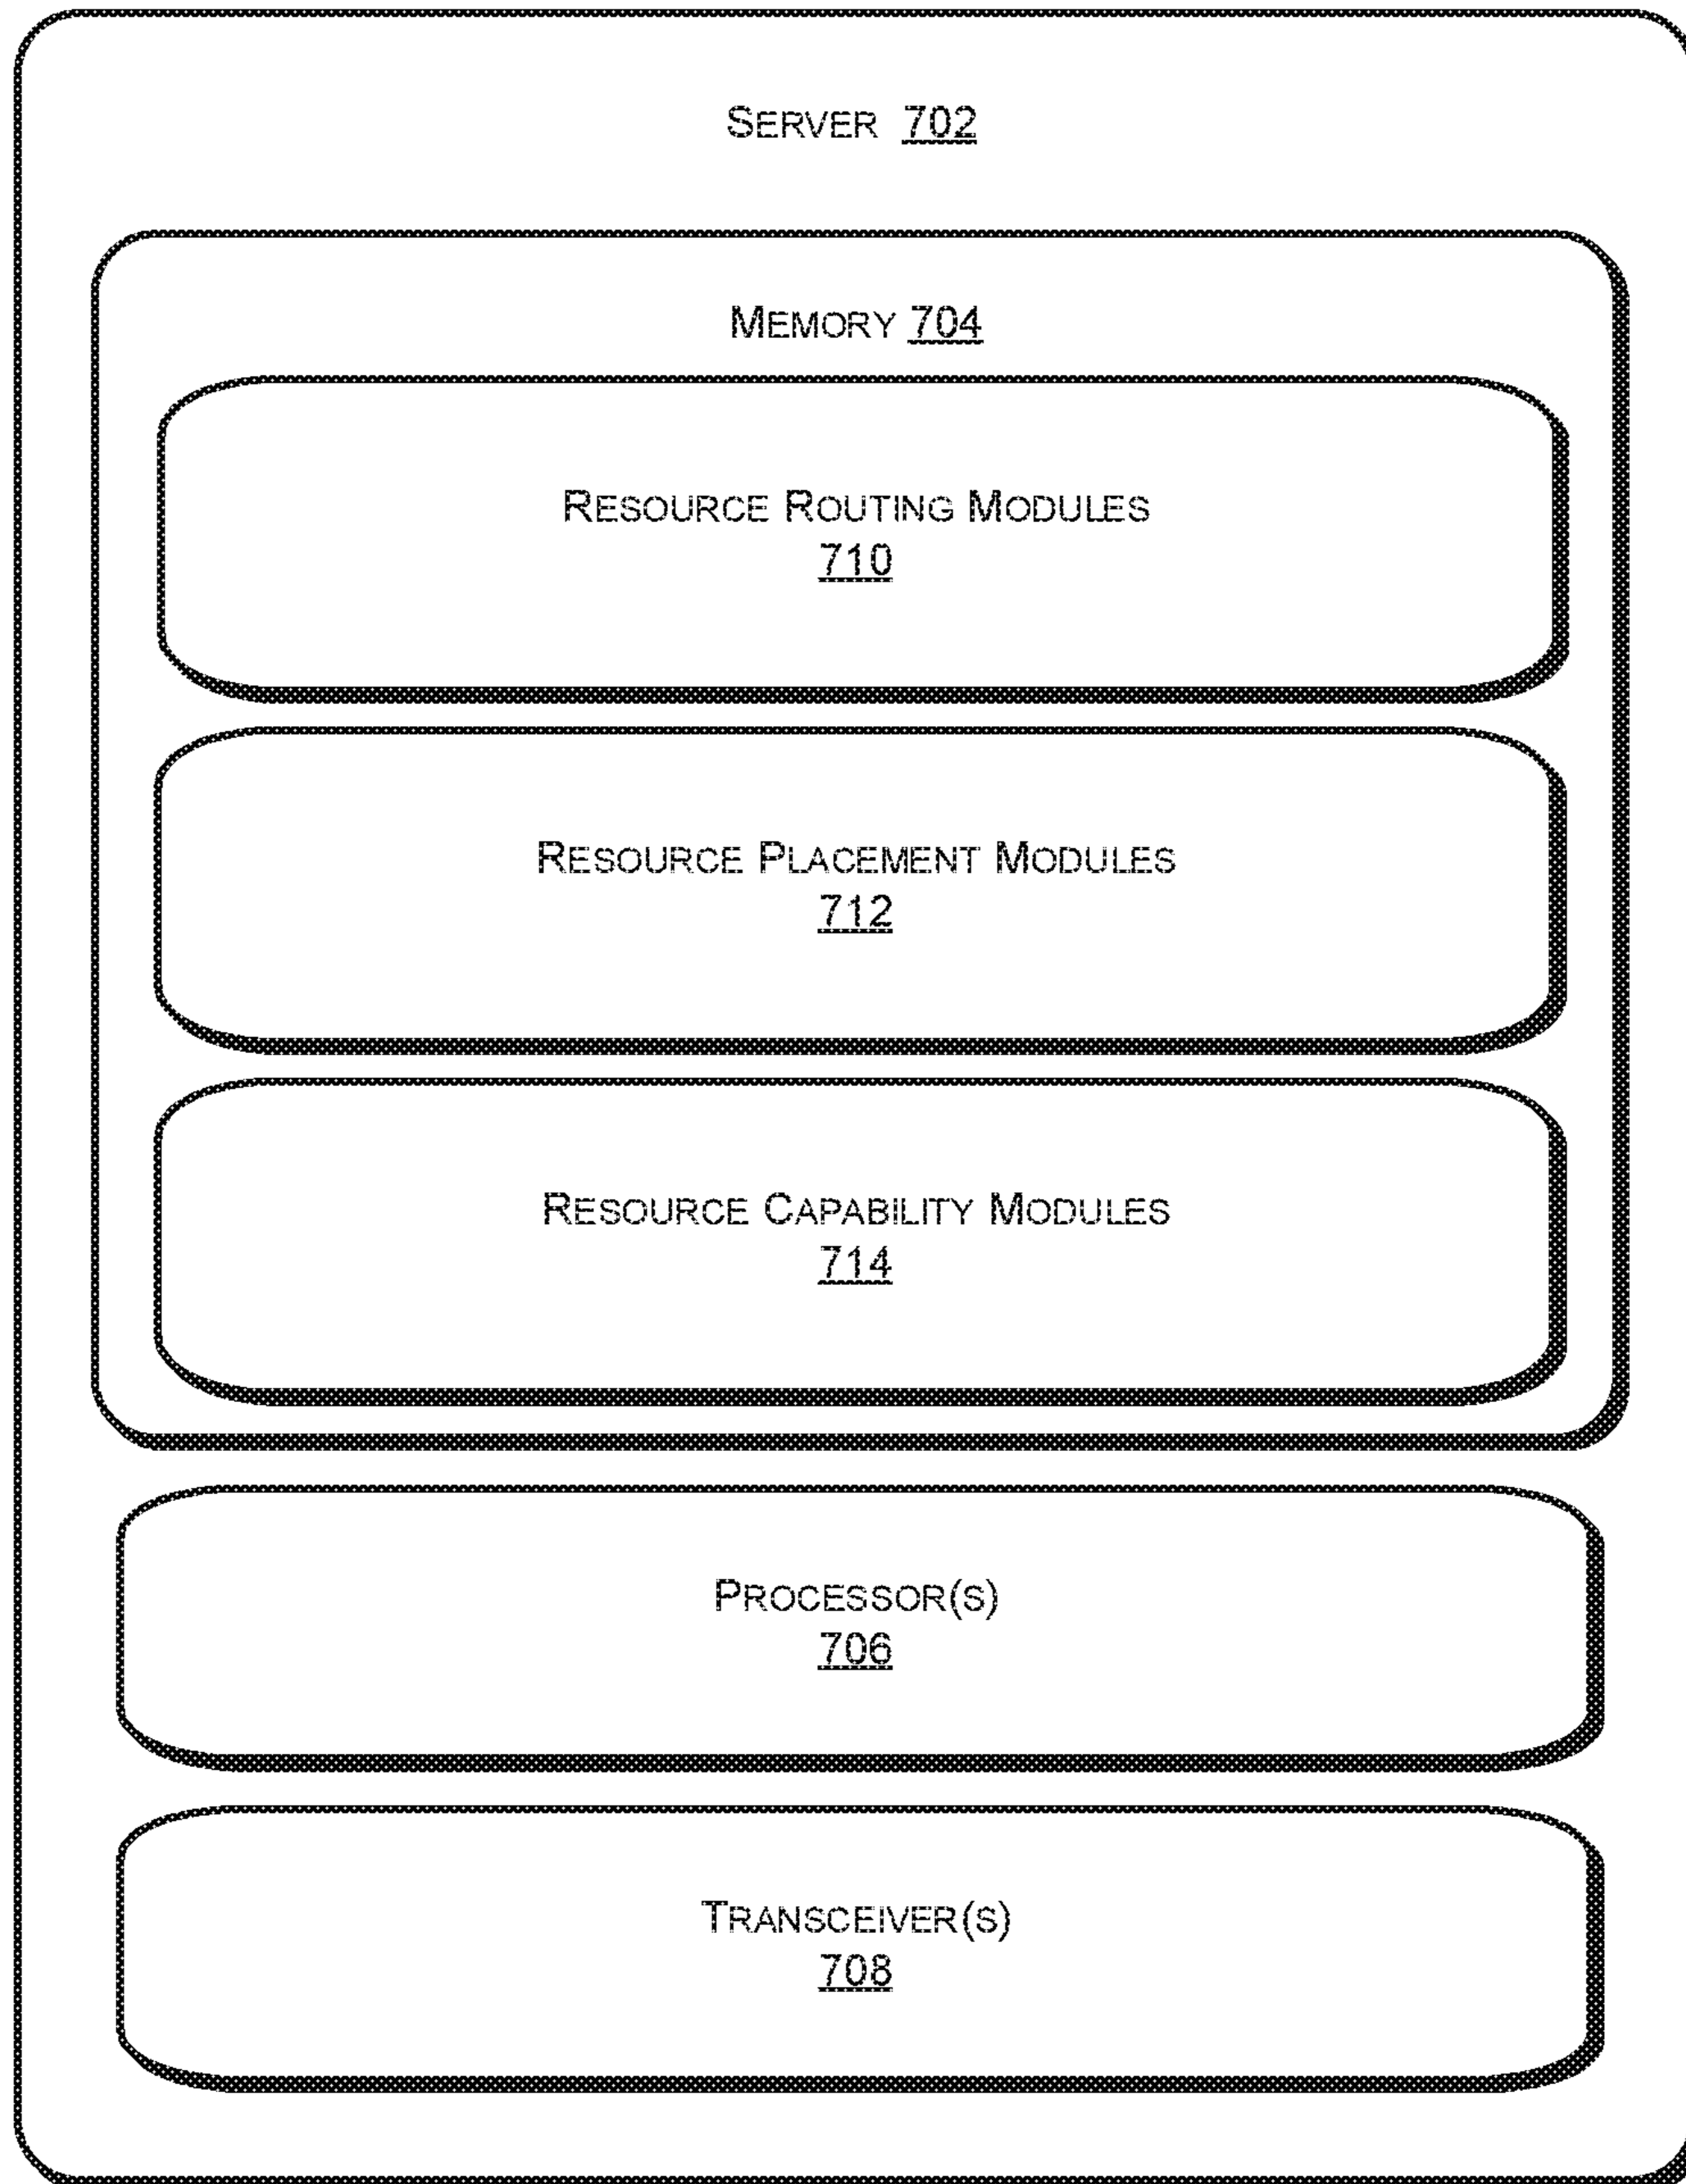 SERVER 702
MEMORY 704
RESOURCE ROUTING MODULES
710
RESOURCE PLACEMENT MODULES
712
RESOURCE CAPABILITY MODULES
714
PROCESSOR(S)
706
TRANSCEIVER(S)
708